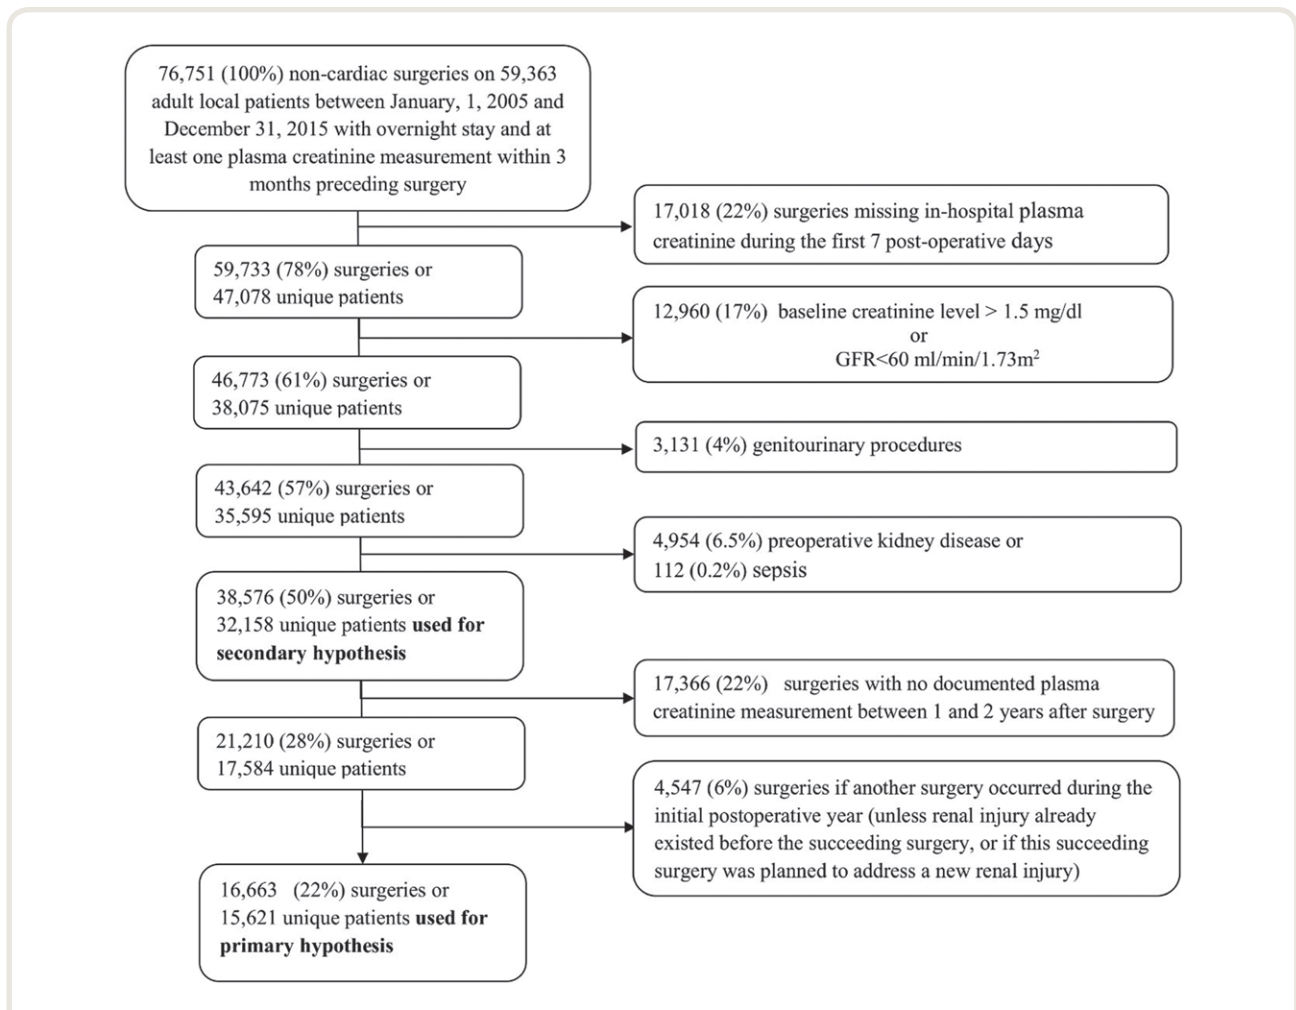 76,751 (100%) non-cardiac surgeries on 59,363
adult local patients between January, 1, 2005 and
December 31, 2015 with overnight stay and at
least one plasma creatinine measurement within 3
months preceding surgery
17,018 (22%) surgeries missing in-hospital plasma
creatinine during the first 7 post-operative days
59,733 (78%) surgeries or
47,078 unique patients
12,960 (17%) baseline creatinine level > 1.5 mg/dl
or
GFR<60 ml/min/1.73m²
46,773 (61%) surgeries or
38,075 unique patients
3,131 (4%) genitourinary procedures
43,642 (57%) surgeries or
35,595 unique patients
4,954 (6.5%) preoperative kidney disease or
112 (0.2%) sepsis
38,576 (50%) surgeries or
32,158 unique patients used for
secondary hypothesis
17,366 (22%) surgeries with no documented plasma
creatinine measurement between 1 and 2 years after surgery
21,210 (28%) surgeries or
17,584 unique patients
4,547 (6%) surgeries if another surgery occurred during the
initial postoperative year (unless renal injury already
existed before the succeeding surgery, or if this succeeding
surgery was planned to address a new renal injury)
16,663 (22%) surgeries or
15,621 unique patients used for
primary hypothesis